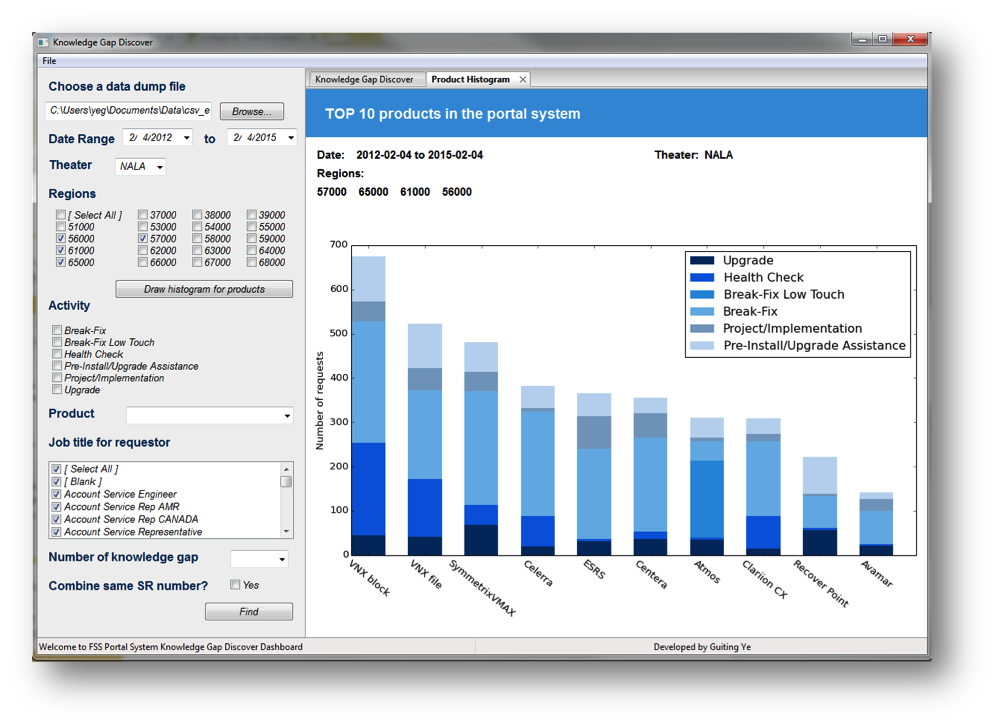 Knowledge Gap Discover
File
Choose a data dump file
C:\Users\yeg\Documents\Data\csv_e
Browse...
Date Range 2/ 4/2012 to 2/ 4/2015
Theater NALA
Regions
[ Select All ] 37000 38000 39000
51000 53000 54000 55000
56000 57000 58000 59000
61000 62000 63000 64000
65000 66000 67000 68000
Draw histogram for products
Activity
Break-Fix
Break-Fix Low Touch
Health Check
Pre-Install/Upgrade Assistance
Project/Implementation
Upgrade
Product
Job title for requestor
[ Select All ]
[ Blank ]
Account Service Engineer
Account Service Rep AMR
Account Service Rep CANADA
Account Service Representative
Number of knowledge gap
Combine same SR number? Yes
Find
Knowledge Gap Discover Product Histogram
TOP 10 products in the portal system
Date: 2012-02-04 to 2015-02-04 Theater: NALA
Regions:
57000 65000 61000 56000
Number of requests
700
600
500
400
300
200
100
0
Upgrade
Health Check
Break-Fix Low Touch
Break-Fix
Project/Implementation
Pre-Install/Upgrade Assistance
VNX block
VNX file
SymmetrixVMAX
Celerra
ESRS
Centera
Atmos
Clariion CX
Recover Point
Avamar
Welcome to FSS Portal System Knowledge Gap Discover Dashboard
Developed by Guiting Ye